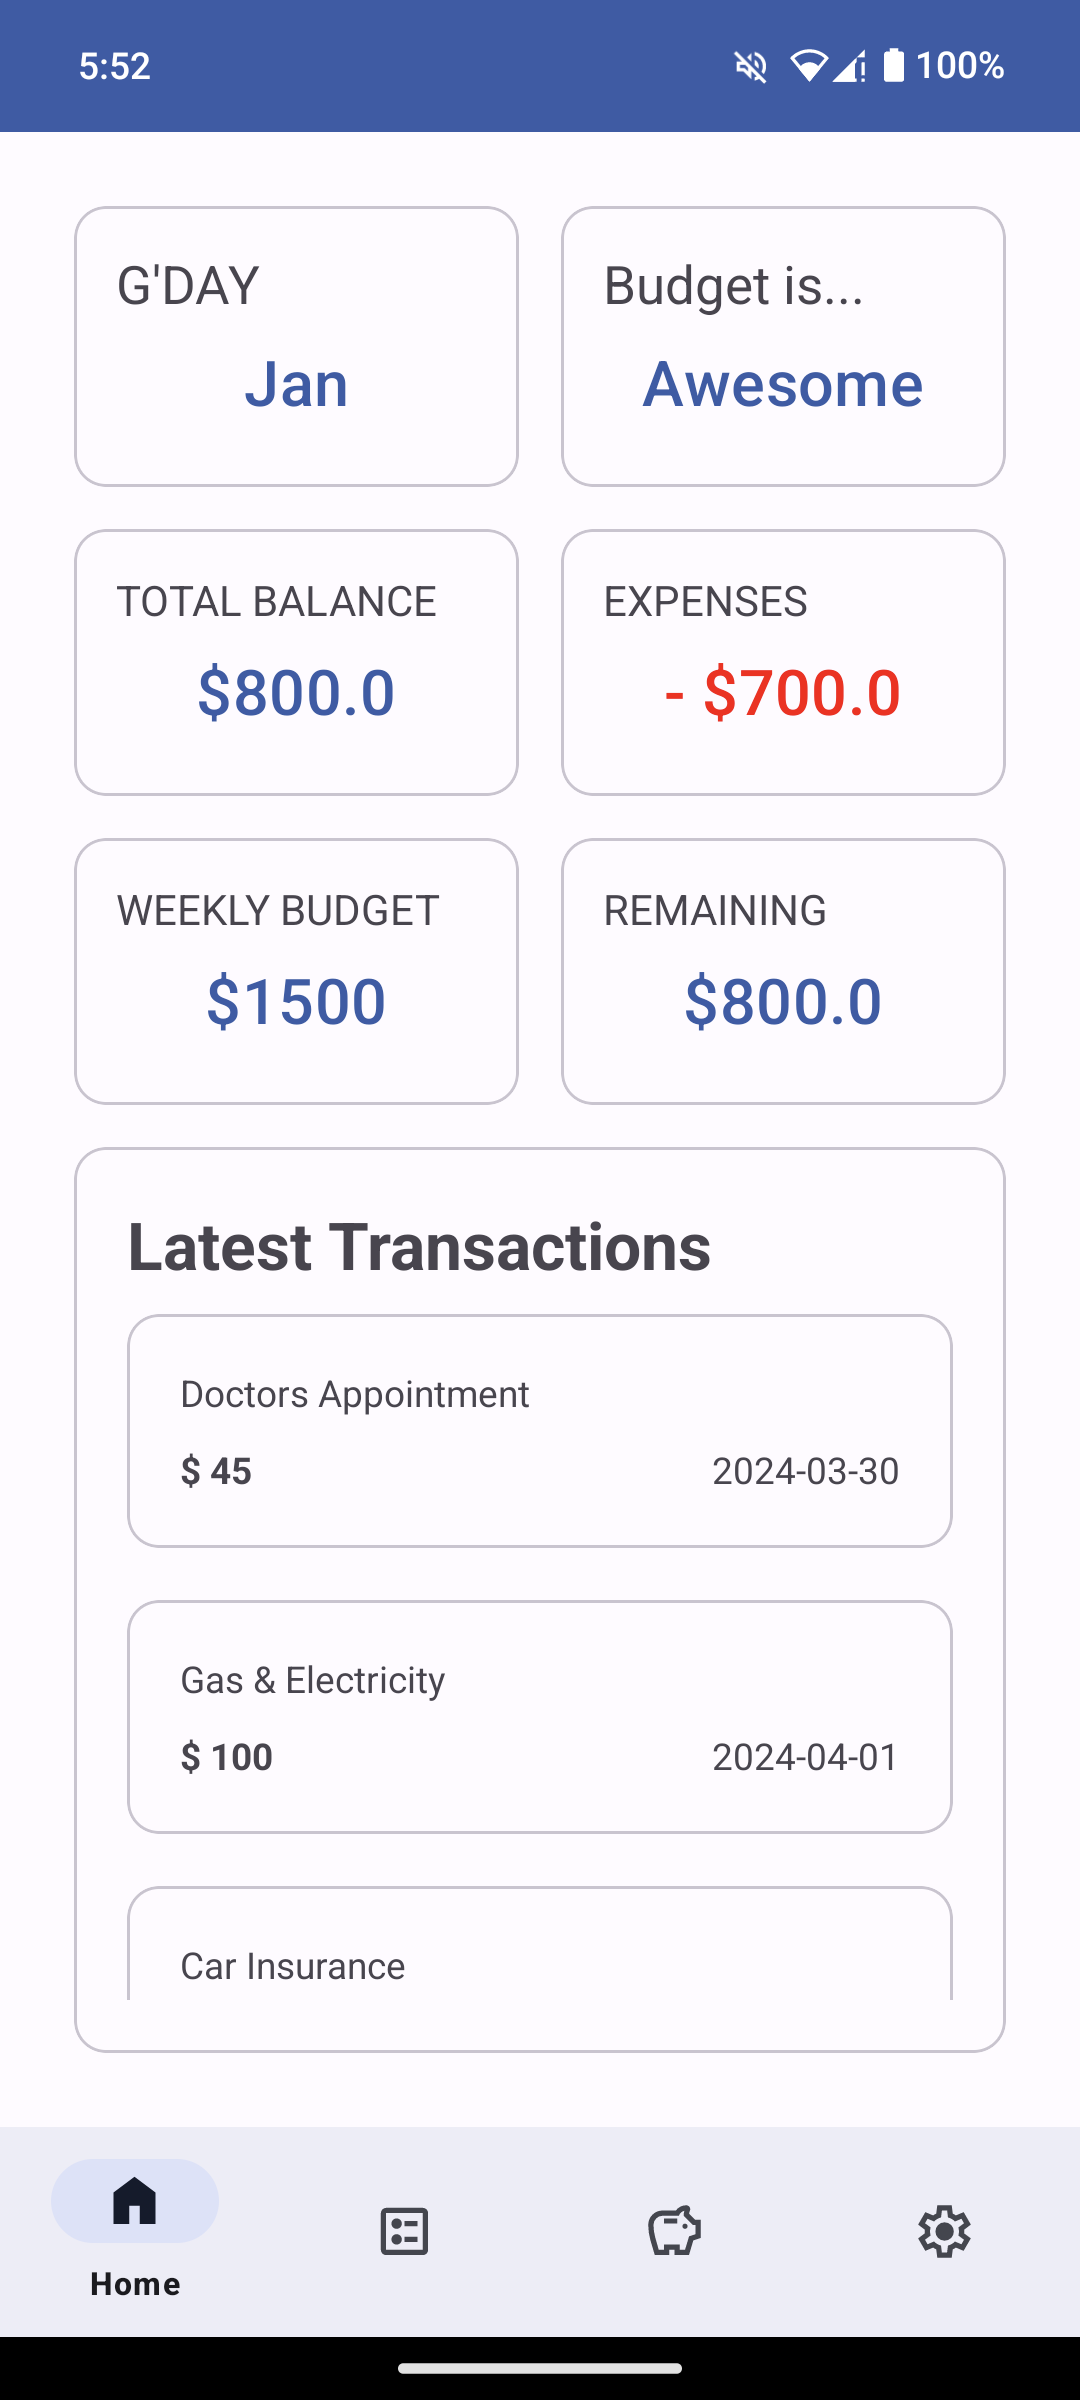 5:52
100%
G'DAY
Jan
Budget is...
Awesome
TOTAL BALANCE
$800.0
EXPENSES
- $700.0
WEEKLY BUDGET
$1500
REMAINING
$800.0
Latest Transactions
Doctors Appointment
$ 45 2024-03-30
Gas & Electricity
$ 100 2024-04-01
Car Insurance
Home